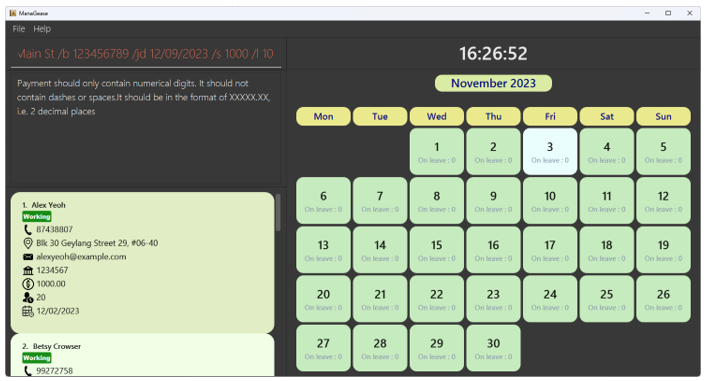 ManaGease
File Help
Main St /b 123456789 /jd 12/09/2023 /s 1000 /l 10
Payment should only contain numerical digits. It should not
contain dashes or spaces.It should be in the format of XXXXX.XX,
i.e. 2 decimal places
1. Alex Yeoh
Working
87438807
Blk 30 Geylang Street 29, #06-40
alexyeoh@example.com
1234567
1000.00
20
12/02/2023
2. Betsy Crowser
Working
99272758
16:26:52
November 2023
Mon Tue Wed Thu Fri Sat Sun
1 2 3 4 5
On leave : 0 On leave : 0 On leave : 0 On leave : 0 On leave : 0
6 7 8 9 10 11 12
On leave : 0 On leave : 0 On leave : 0 On leave : 0 On leave : 0 On leave : 0 On leave : 0
13 14 15 16 17 18 19
On leave : 0 On leave : 0 On leave : 0 On leave : 0 On leave : 0 On leave : 0 On leave : 0
20 21 22 23 24 25 26
On leave : 0 On leave : 0 On leave : 0 On leave : 0 On leave : 0 On leave : 0 On leave : 0
27 28 29 30
On leave : 0 On leave : 0 On leave : 0 On leave : 0